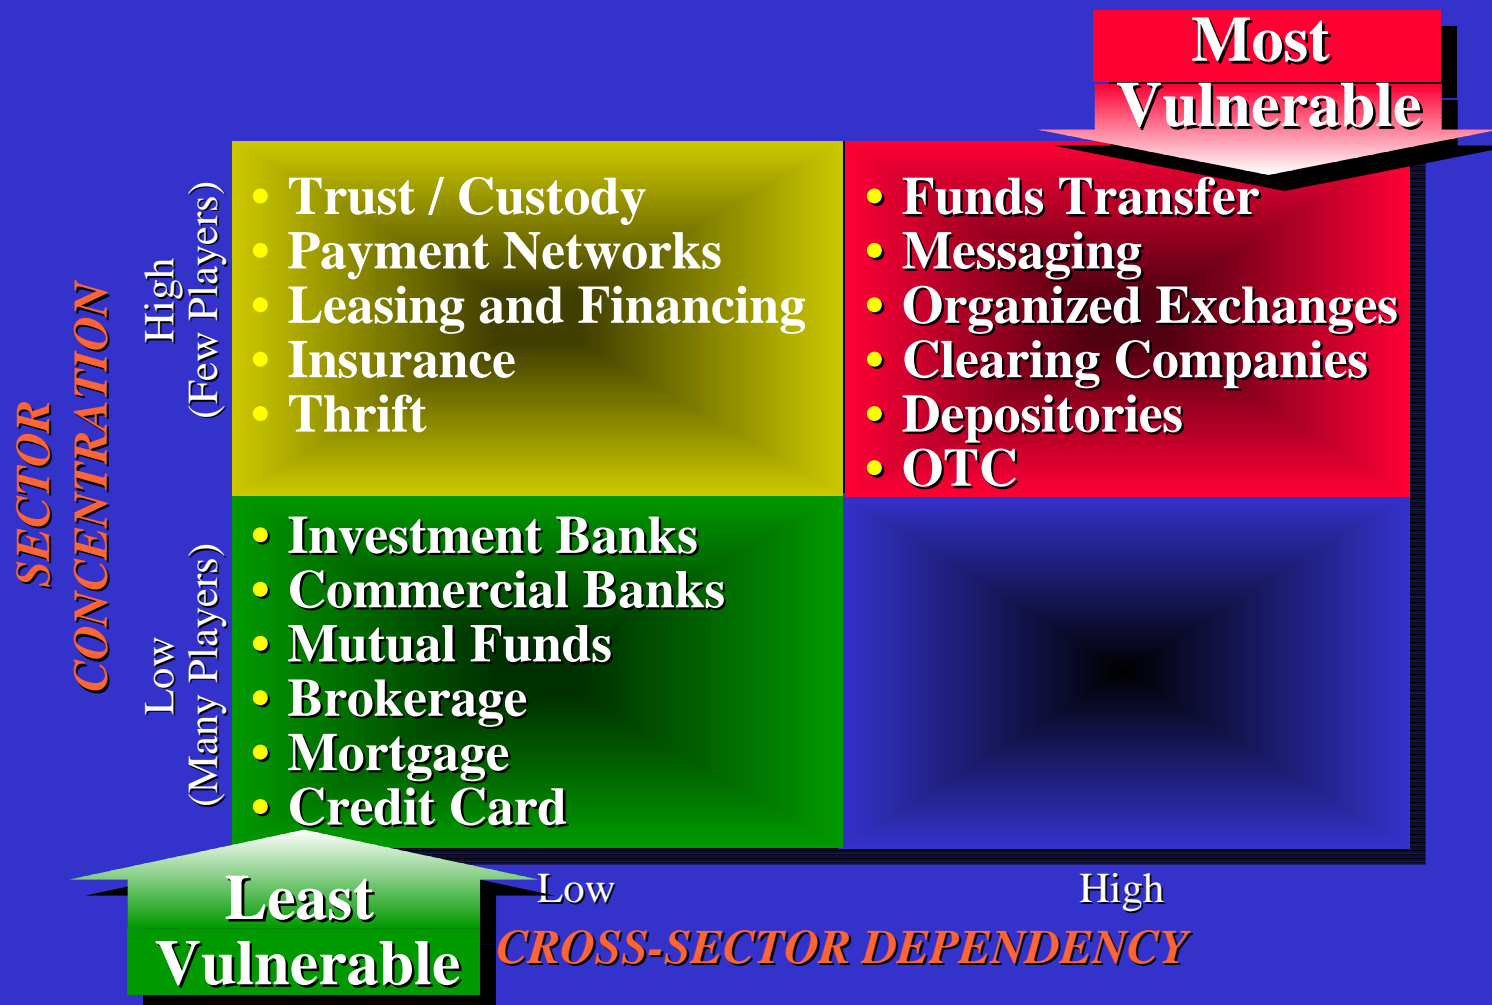 Most
Vulnerable
SECTOR
CONCENTRATION
High
(Few Players)
• Trust / Custody
• Payment Networks
• Leasing and Financing
• Insurance
• Thrift
• Funds Transfer
• Messaging
• Organized Exchanges
• Clearing Companies
• Depositories
• OTC
Low
(Many Players)
• Investment Banks
• Commercial Banks
• Mutual Funds
• Brokerage
• Mortgage
• Credit Card
Least
Vulnerable
Low
High
CROSS-SECTOR DEPENDENCY